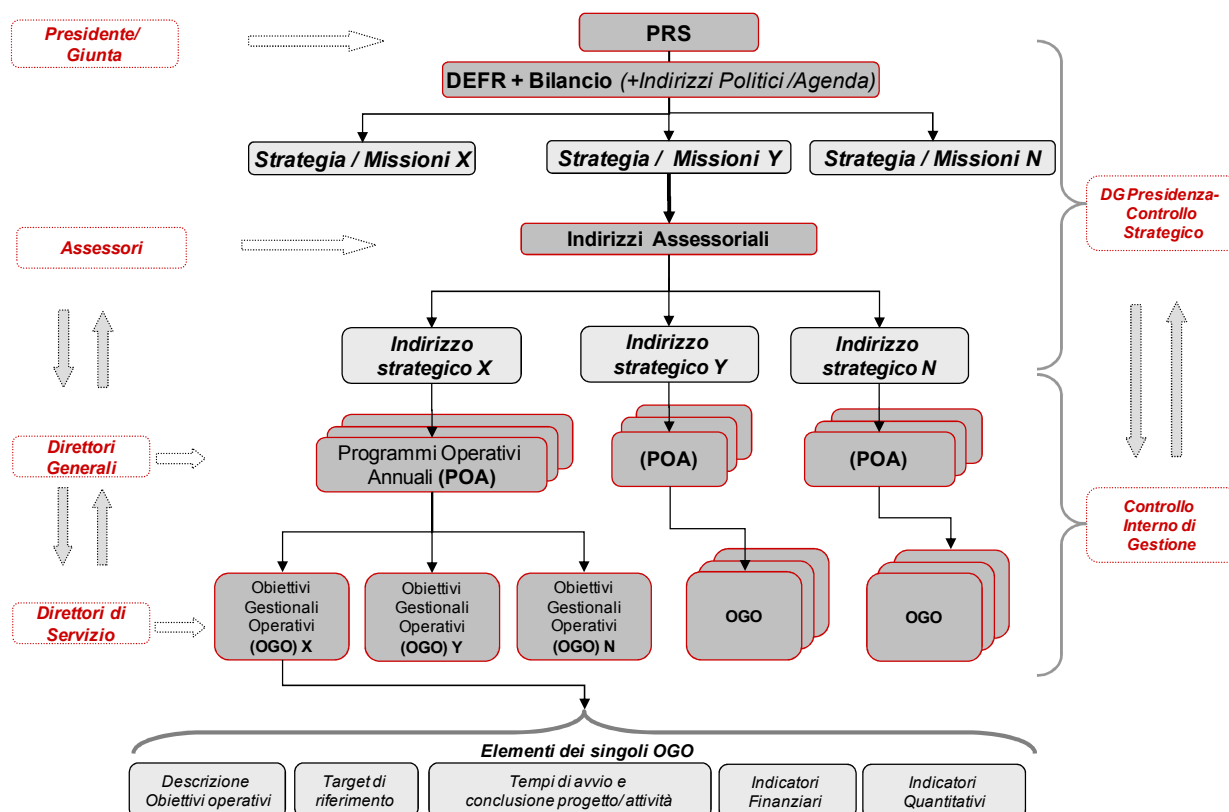 Presidente/
Giunta
PRS
DEFR + Bilancio (+Indirizzi Politici /Agenda)
Strategia / Missioni X
Strategia / Missioni Y
Strategia / Missioni N
DG Presidenza-
Controllo
Strategico
Assessori
Indirizzi Assessoriali
Indirizzo
strategico X
Indirizzo
strategico Y
Indirizzo
strategico N
Direttori
Generali
Programmi Operativi
Annuali (POA)
(POA)
(POA)
Controllo
Interno di
Gestione
Direttori di
Servizio
Obiettivi
Gestionali
Operativi
(OGO) X
Obiettivi
Gestionali
Operativi
(OGO) Y
Obiettivi
Gestionali
Operativi
(OGO) N
OGO
OGO
Elementi dei singoli OGO
Descrizione
Obiettivi operativi
Target di
riferimento
Tempi di avvio e
conclusione progetto/attività
Indicatori
Finanziari
Indicatori
Quantitativi